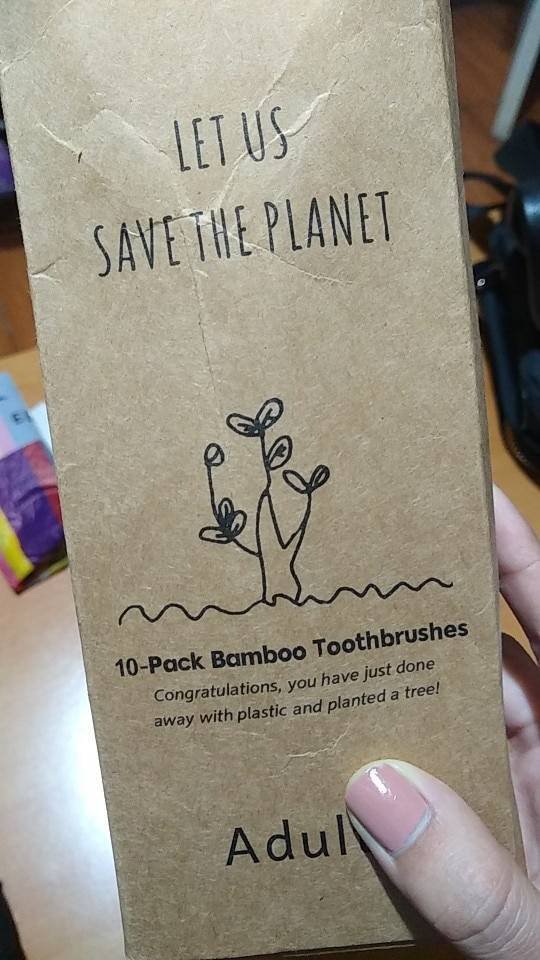 LET US
SAVE THE PLANET
10-Pack Bamboo Toothbrushes
Congratulations, you have just done
away with plastic and planted a tree!